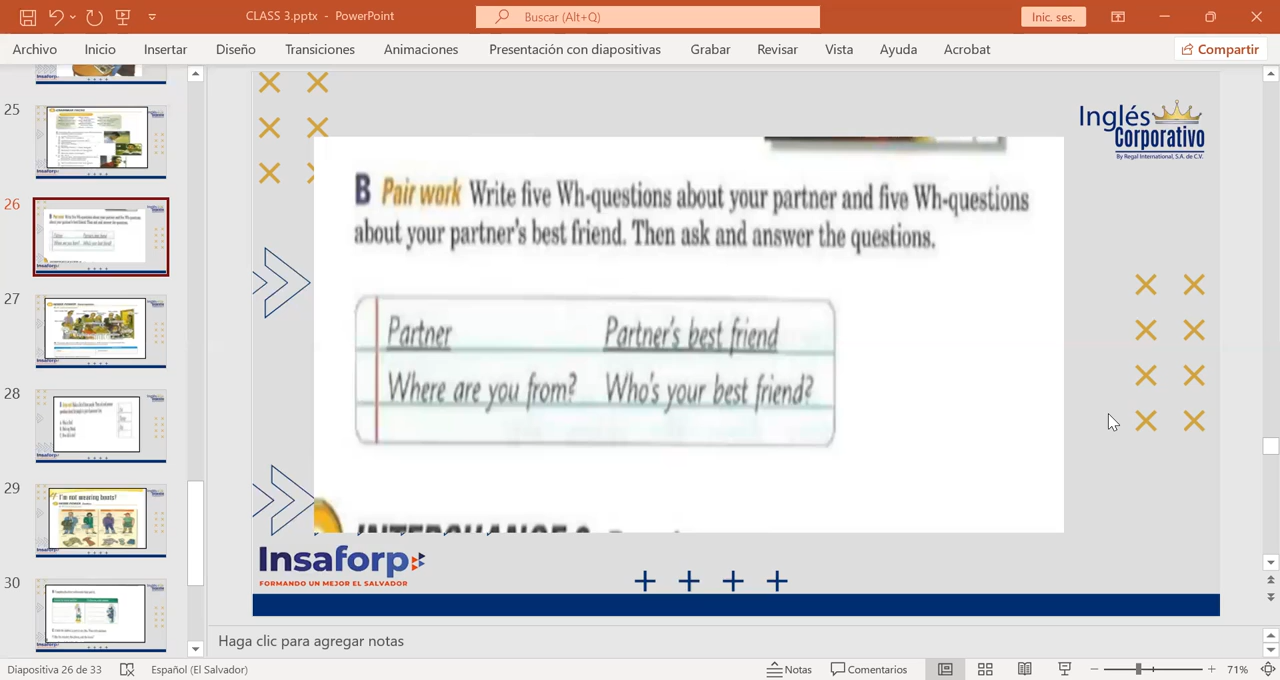 CLASS 3.pptx - PowerPoint
Buscar (Alt+Q)
Inic. ses.
Archivo Inicio Insertar Diseño Transiciones Animaciones Presentación con diapositivas Grabar Revisar Vista Ayuda Acrobat
Compartir
25
26
27
28
29
I'm not wearing boots!
30
Inglés
Corporativo
By Regal International, S.A. de C.V.
B Pair work Write five Wh-questions about your partner and five Wh-questions
about your partner's best friend. Then ask and answer the questions.
Partner Partner's best friend
Where are you from? Who's your best friend?
Insaforp
FORMANDO UN MEJOR EL SALVADOR
Haga clic para agregar notas
Diapositiva 26 de 33 Español (El Salvador) Notas Comentarios 71%